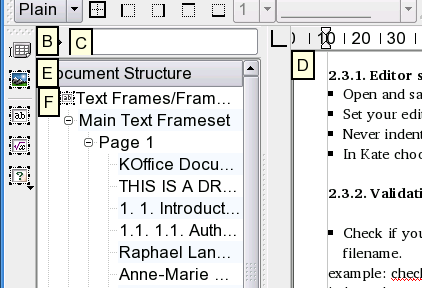 Plain 1
B C
10 20 30
D
E ocument Structure
F Text Frames/Fram...
Main Text Frameset
Page 1
KOffice Docu...
THIS IS A DR...
1. 1. Introduct...
1.1. 1.1. Auth...
Raphael Lan...
Anne-Marie ...
2.3.1. Editor s
Open and sa
Set your edit
Never indent
In Kate choo
2.3.2. Validati
Check if you
filename.
example: check